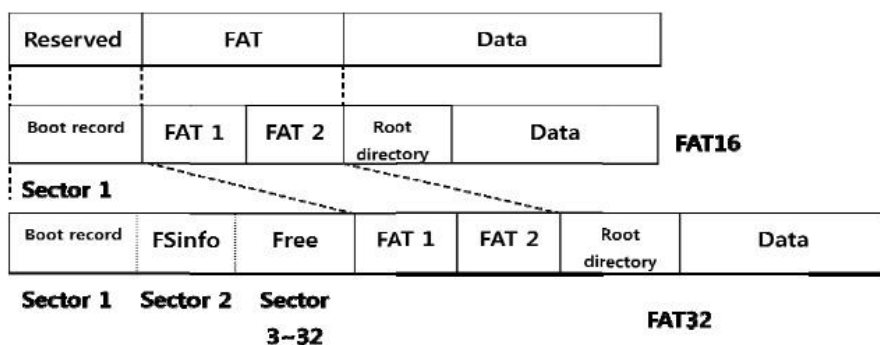 Reserved FAT Data
Boot record FAT 1 FAT 2 Root directory Data FAT16
Sector 1
Boot record FSinfo Free FAT 1 FAT 2 Root directory Data
Sector 1 Sector 2 Sector 3~32 FAT32